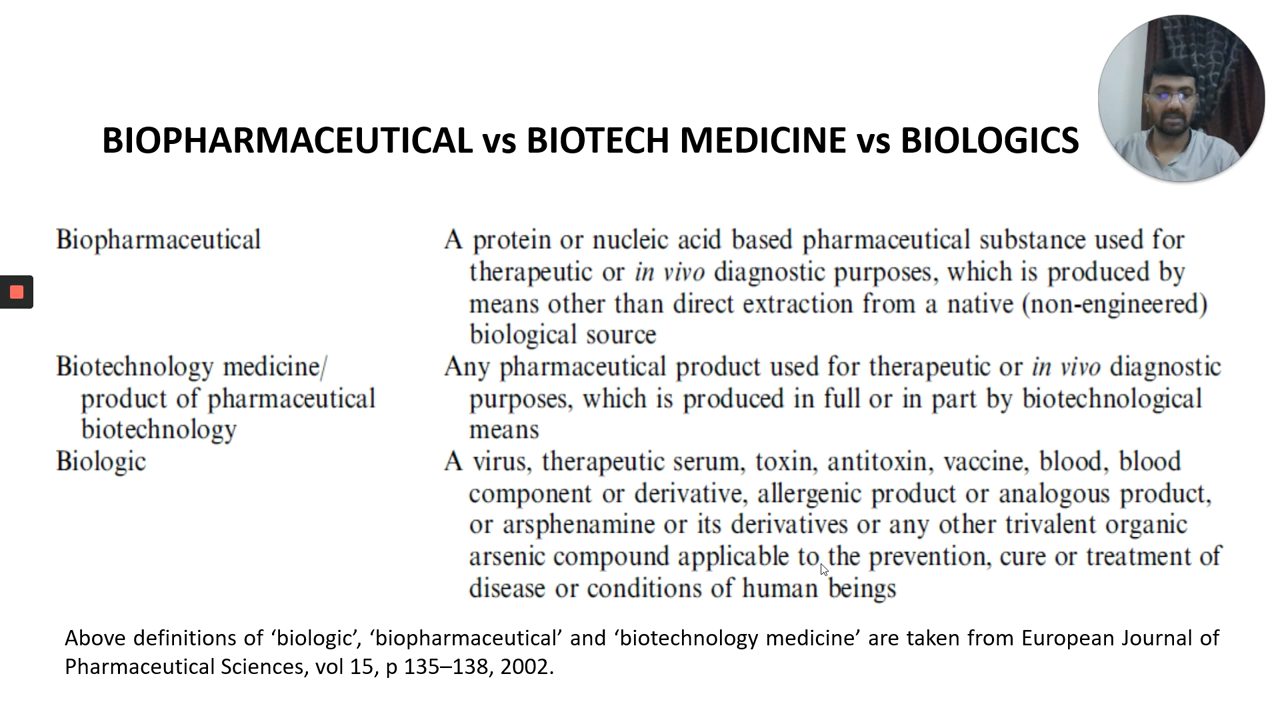 BIOPHARMACEUTICAL vs BIOTECH MEDICINE vs BIOLOGICS
Biopharmaceutical
A protein or nucleic acid based pharmaceutical substance used for
therapeutic or in vivo diagnostic purposes, which is produced by
means other than direct extraction from a native (non-engineered)
biological source
Biotechnology medicine/
product of pharmaceutical
biotechnology
Any pharmaceutical product used for therapeutic or in vivo diagnostic
purposes, which is produced in full or in part by biotechnological
means
Biologic
A virus, therapeutic serum, toxin, antitoxin, vaccine, blood, blood
component or derivative, allergenic product or analogous product,
or arsphenamine or its derivatives or any other trivalent organic
arsenic compound applicable to the prevention, cure or treatment of
disease or conditions of human beings
Above definitions of ‘biologic’, ‘biopharmaceutical’ and ‘biotechnology medicine’ are taken from European Journal of
Pharmaceutical Sciences, vol 15, p 135–138, 2002.